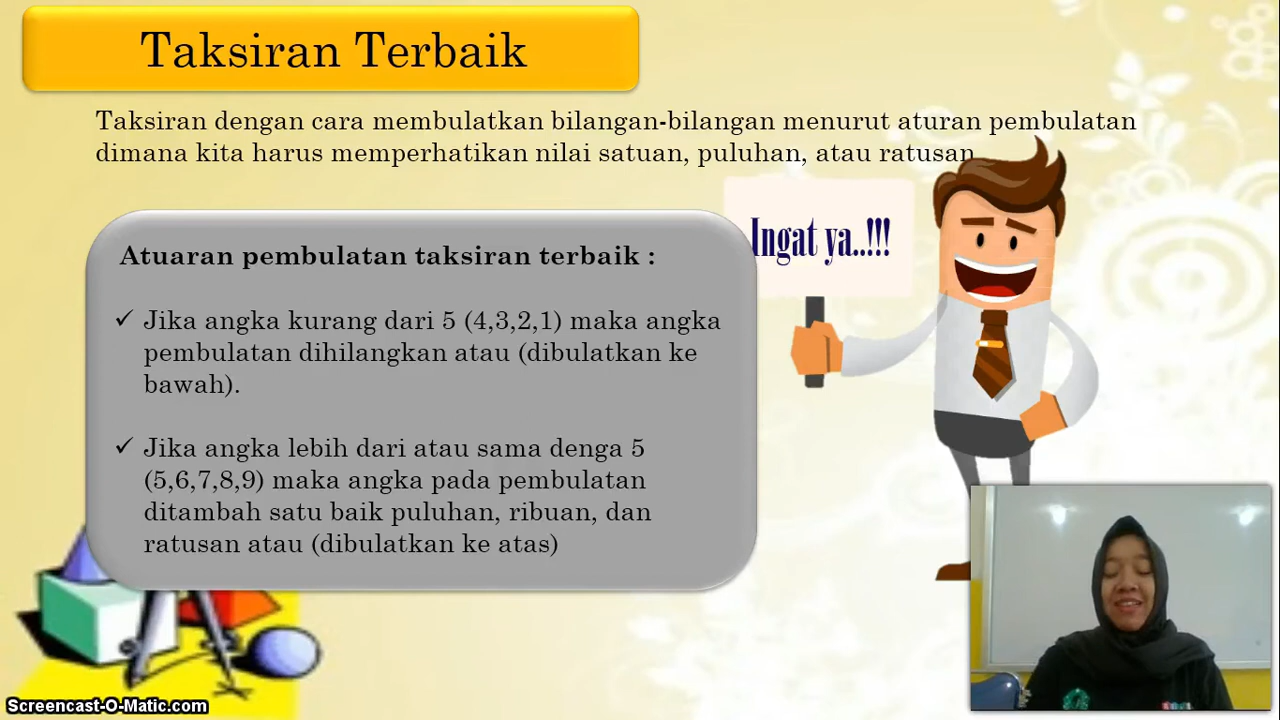 Taksiran Terbaik
Taksiran dengan cara membulatkan bilangan-bilangan menurut aturan pembulatan
dimana kita harus memperhatikan nilai satuan, puluhan, atau ratusan
Ingat ya..!!!
Atuaran pembulatan taksiran terbaik :
✓ Jika angka kurang dari 5 (4,3,2,1) maka angka
pembulatan dihilangkan atau (dibulatkan ke
bawah).
✓ Jika angka lebih dari atau sama denga 5
(5,6,7,8,9) maka angka pada pembulatan
ditambah satu baik puluhan, ribuan, dan
ratusan atau (dibulatkan ke atas)
Screencast-O-Matic.com